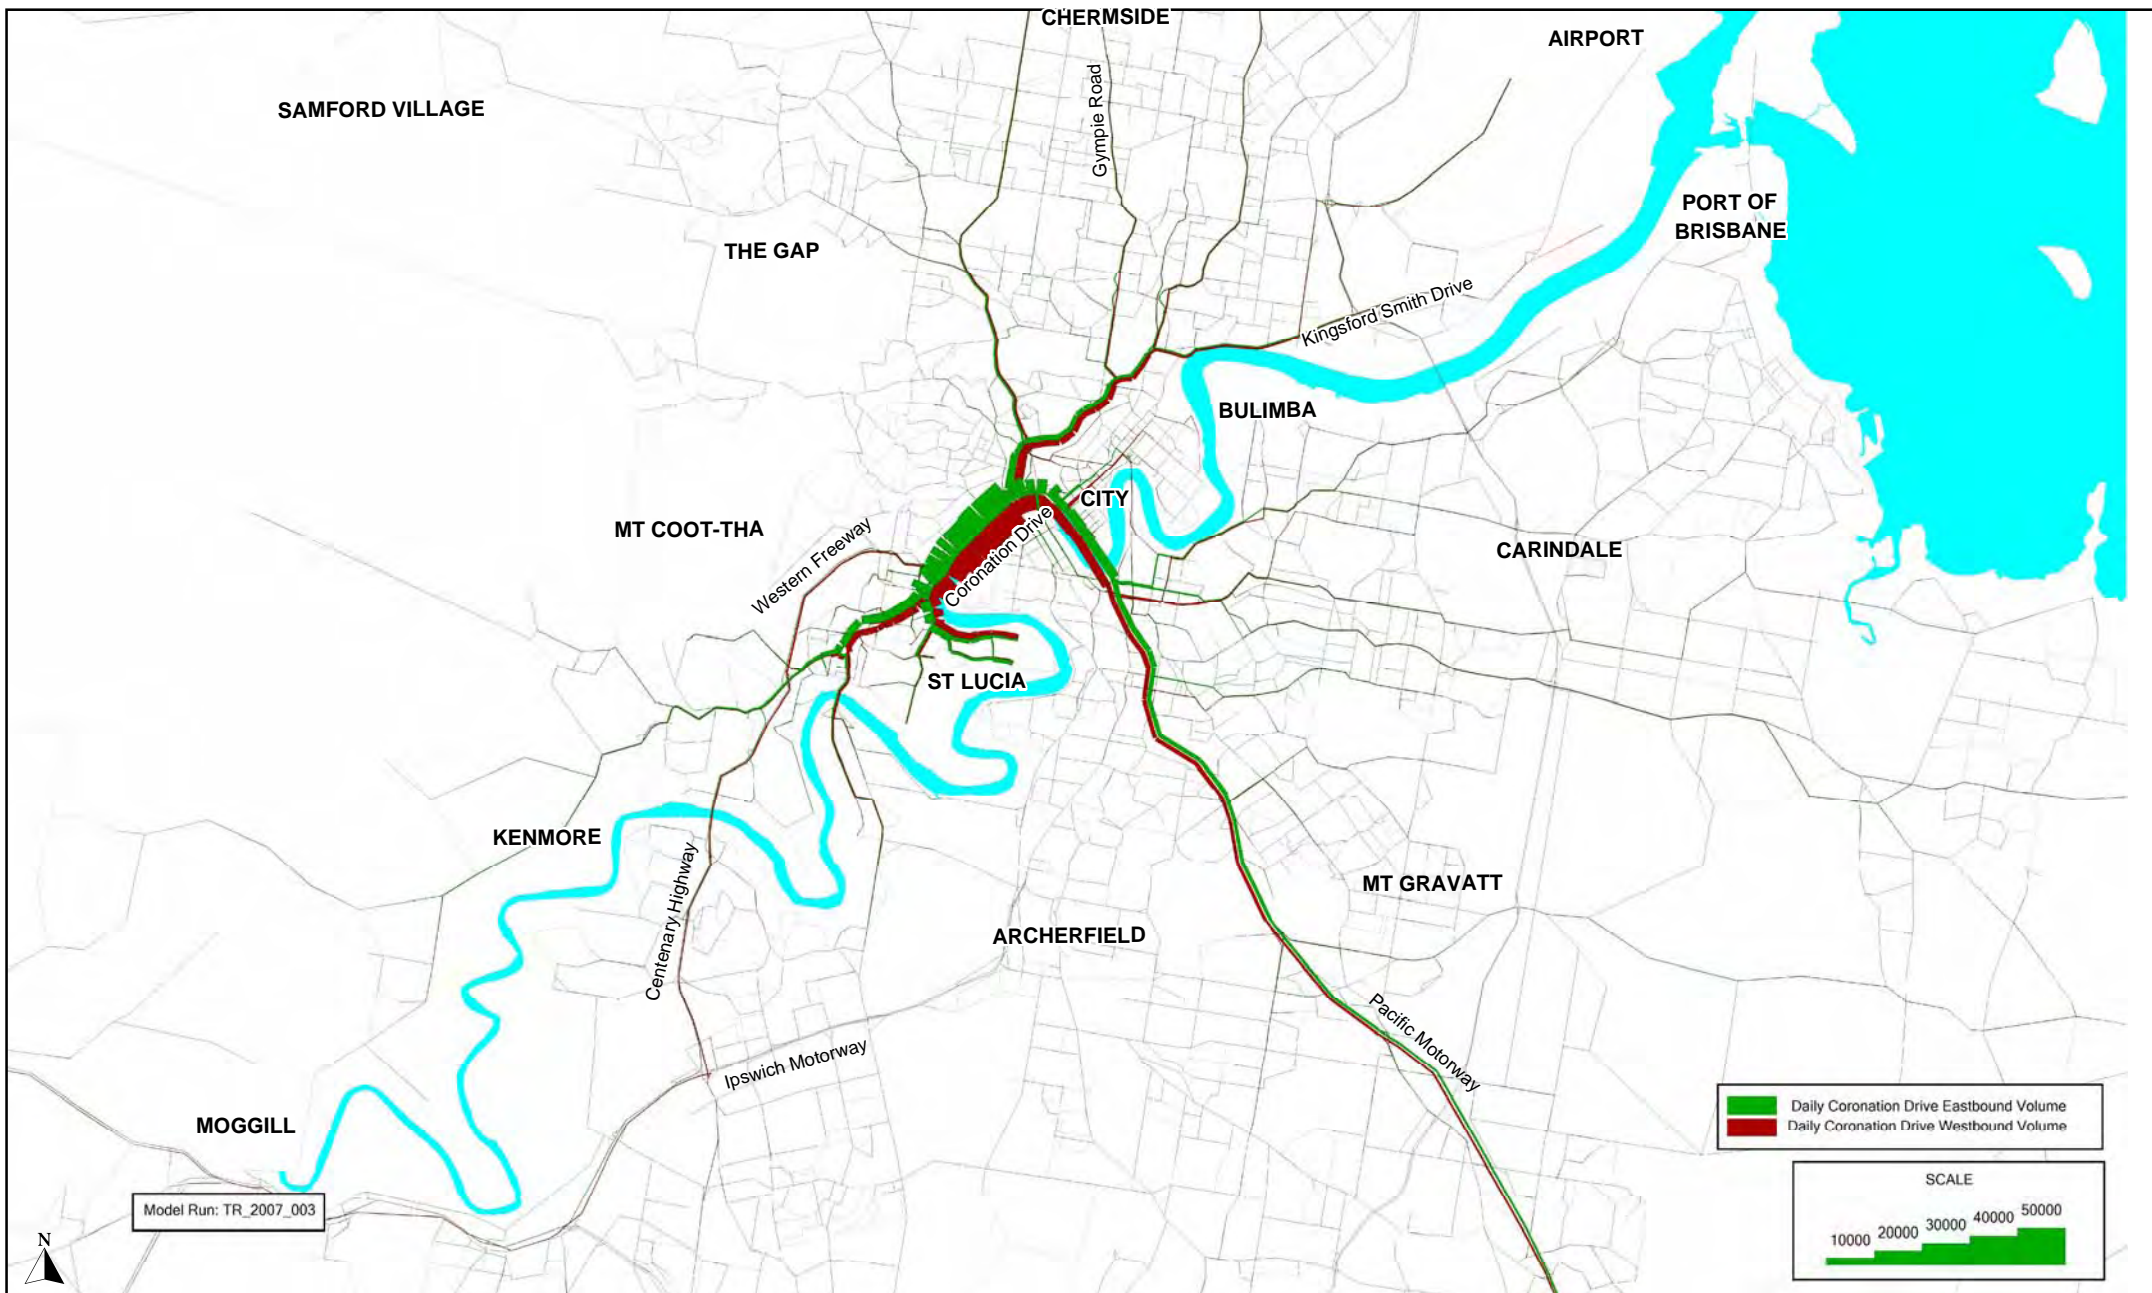 CHERMSIDE
AIRPORT
SAMFORD VILLAGE
Gympie Road
PORT OF
BRISBANE
THE GAP
Kingsford Smith Drive
BULIMBA
CITY
MT COOT-THA
Western Freeway
Coronation Drive
CARINDALE
ST LUCIA
KENMORE
Centenary Highway
MT GRAVATT
ARCHERFIELD
Pacific Motorway
Ipswich Motorway
MOGGILL
Daily Coronation Drive Eastbound Volume
Daily Coronation Drive Westbound Volume
SCALE
10000 20000 30000 40000 50000
Model Run: TR_2007_003
N